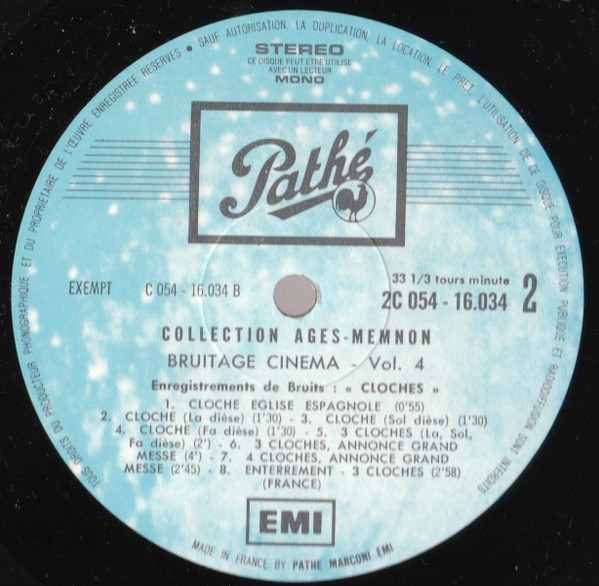 TOUS DROITS DU PRODUCTEUR PHONOGRAPHIQUE ET DU PROPRIETAIRE DE L'ŒUVRE ENREGISTREE RESERVES • SAUF AUTORISATION, LA DUPLICATION, LA LOCATION, LE PRET, L'UTILISATION DE CE DISQUE POUR EXECUTION PUBLIQUE ET RADIODIFFUSION SONT INTERDITS
STEREO
CE DISQUE PEUT ETRE UTILISE
AVEC UN LECTEUR
MONO
Pathé
EXEMPT C 054 - 16.034 B
33 1/3 tours minute
2C 054 - 16.034 2
COLLECTION AGES-MEMNON
BRUITAGE CINEMA - Vol. 4
Enregistrements de Bruits : « CLOCHES »
1. CLOCHE EGLISE ESPAGNOLE (0'55)
2. CLOCHE (La dièse) (1'30) - 3. CLOCHE (Sol dièse) (1'30)
4. CLOCHE (Fa dièse) (1'30) - 5. 3 CLOCHES (La, Sol,
Fa dièse) (2') - 6. 3 CLOCHES, ANNONCE GRAND
MESSE (4') - 7. 4 CLOCHES, ANNONCE GRAND
MESSE (2'45) - 8. ENTERREMENT - 3 CLOCHES (2'58)
(FRANCE)
EMI
MADE IN FRANCE BY PATHE MARCONI EMI